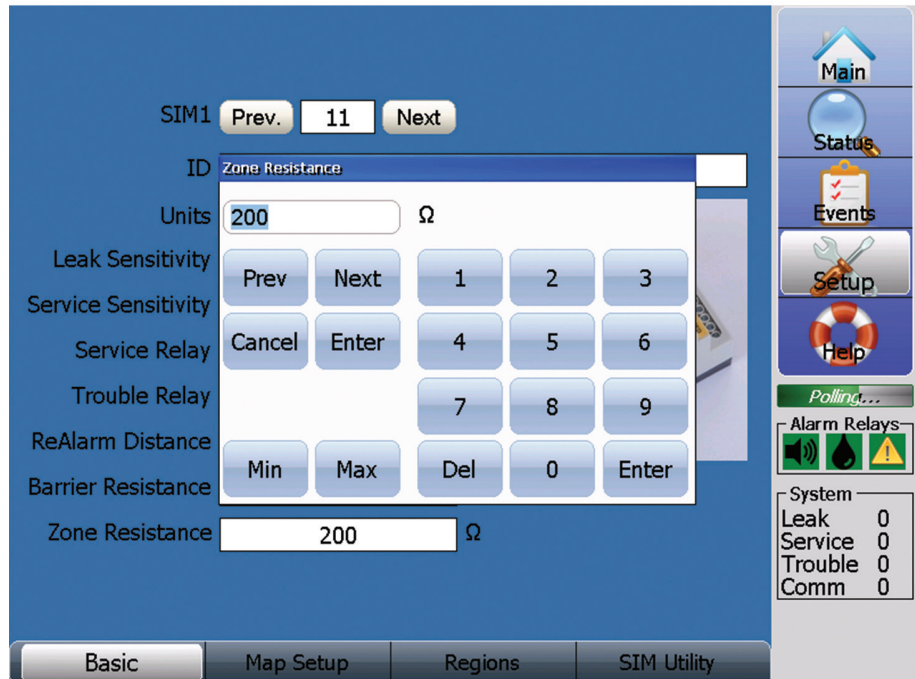 SIM1 Prev. 11 Next
ID
Zone Resistance
Units 200 Ω
Leak Sensitivity
Service Sensitivity
Service Relay
Trouble Relay
ReAlarm Distance
Barrier Resistance
Zone Resistance 200 Ω
Prev Next 1 2 3
Cancel Enter 4 5 6
7 8 9
Min Max Del 0 Enter
Main
Status
Events
Setup
Help
Polling...
Alarm Relays
System
Leak 0
Service 0
Trouble 0
Comm 0
Basic Map Setup Regions SIM Utility